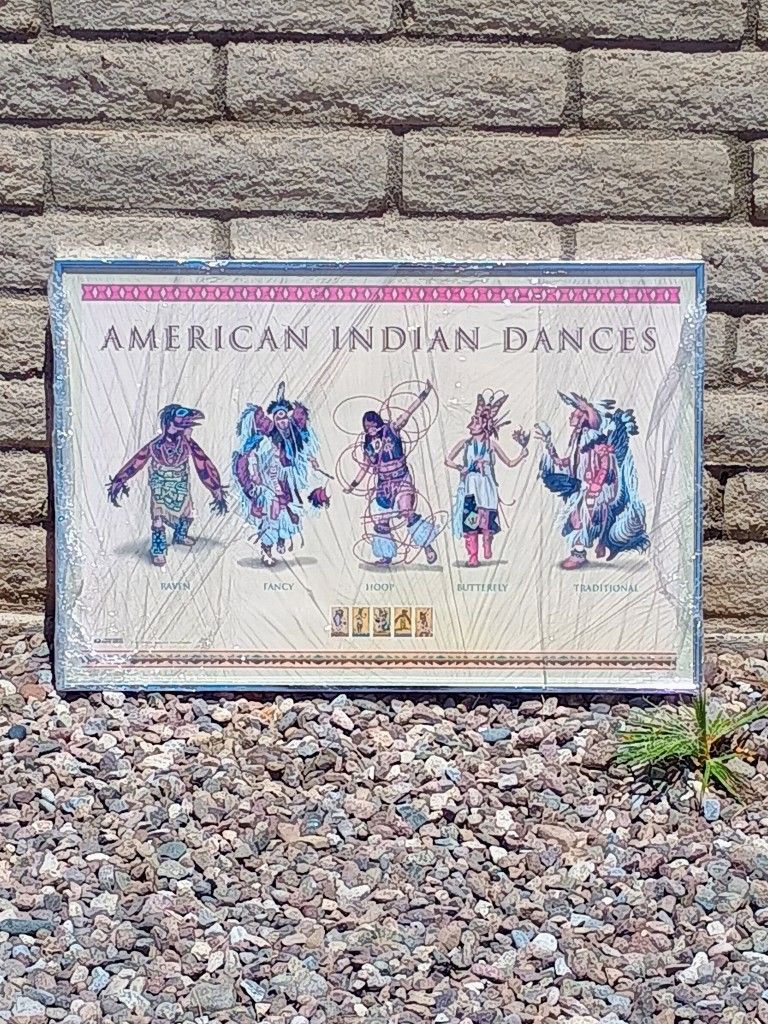 AMERICAN INDIAN DANCES
RAVEN FANCY HOOP BUTTERFLY TRADITIONAL